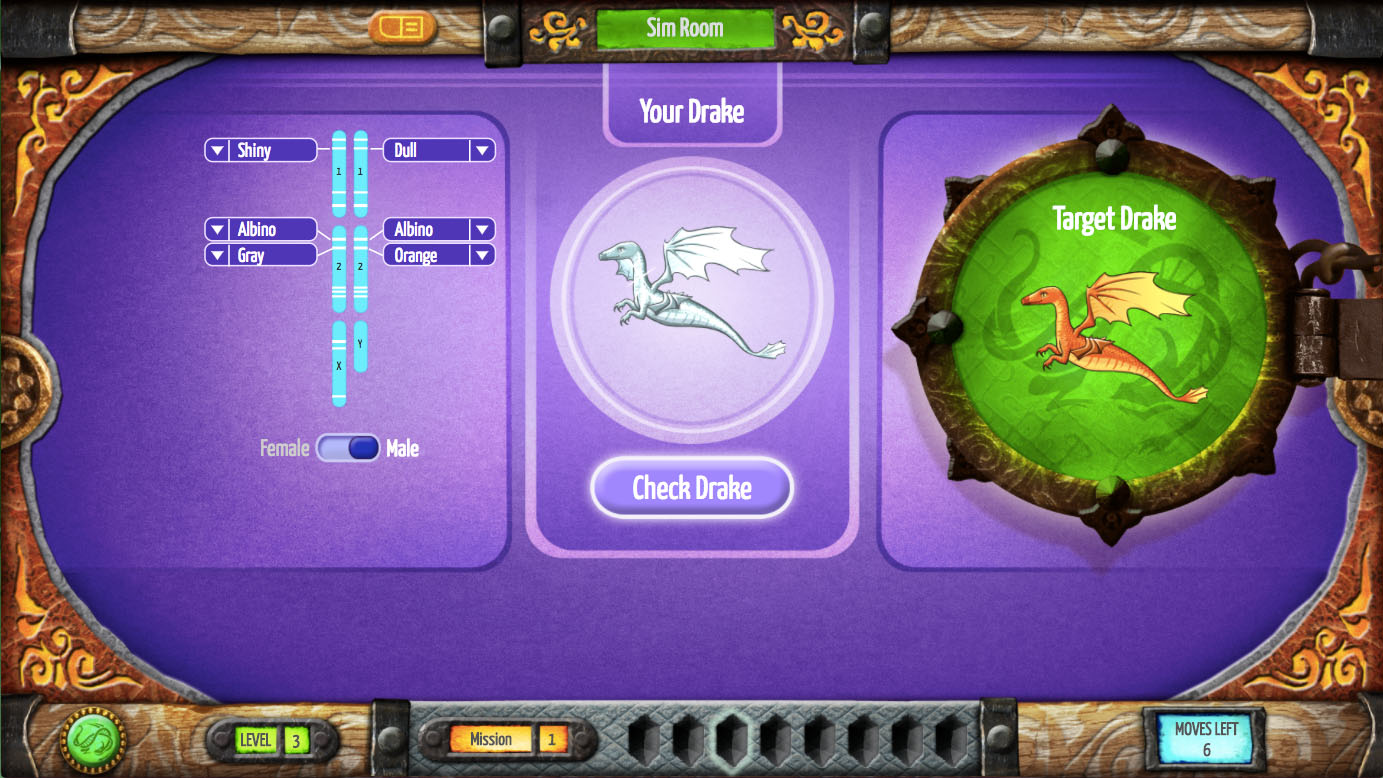 Sim Room
Your Drake
Shiny
Dull
1
1
Albino
Albino
Gray
Orange
2
2
X
Y
Female
Male
Check Drake
Target Drake
LEVEL
3
Mission
1
MOVES LEFT
6